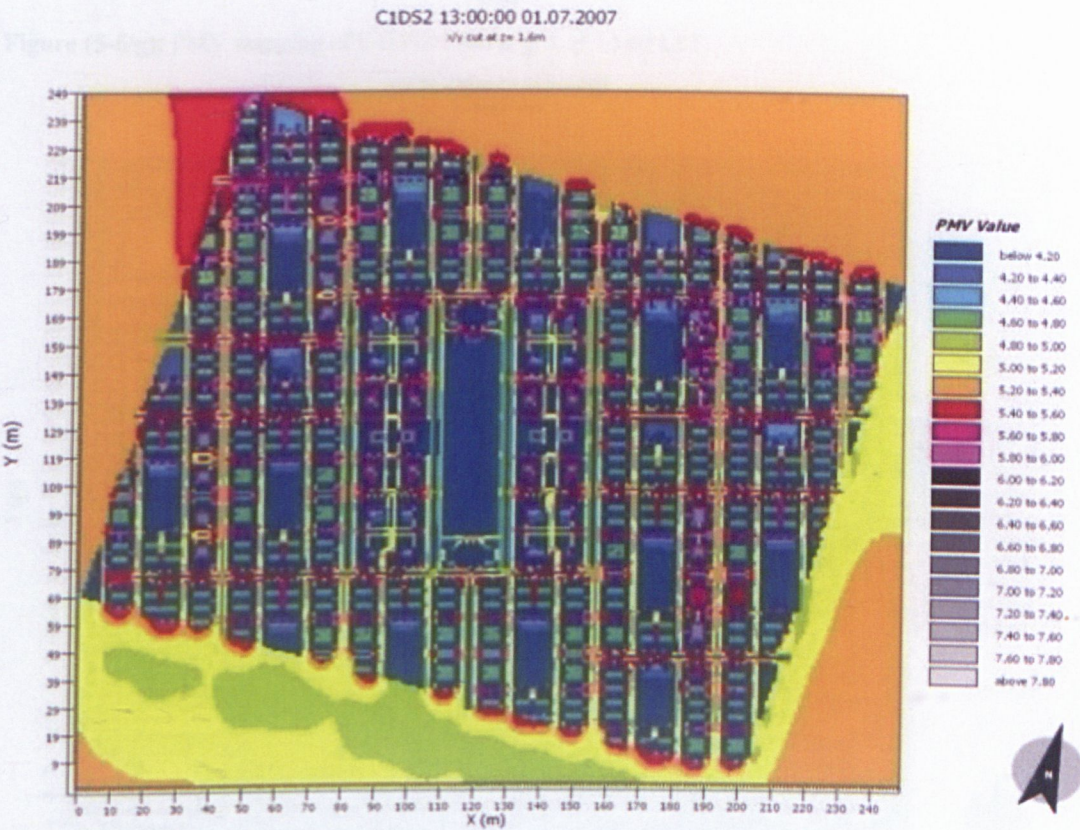 C1DS2 13:00:00 01.07.2007
x/y cut at z= 1.6m
249
239
229
219
209
199
189
179
169
159
149
139
129
119
109
99
89
79
69
59
49
39
29
19
9
Y (m)
0 10 20 30 40 50 60 70 80 90 100 110 120 130 140 150 160 170 180 190 200 210 220 230 240
X (m)
PMV Value
below 4.20
4.20 to 4.40
4.40 to 4.60
4.60 to 4.80
4.80 to 5.00
5.00 to 5.20
5.20 to 5.40
5.40 to 5.60
5.60 to 5.80
5.80 to 6.00
6.00 to 6.20
6.20 to 6.40
6.40 to 6.60
6.60 to 6.80
6.80 to 7.00
7.00 to 7.20
7.20 to 7.40
7.40 to 7.60
7.60 to 7.80
above 7.80
N